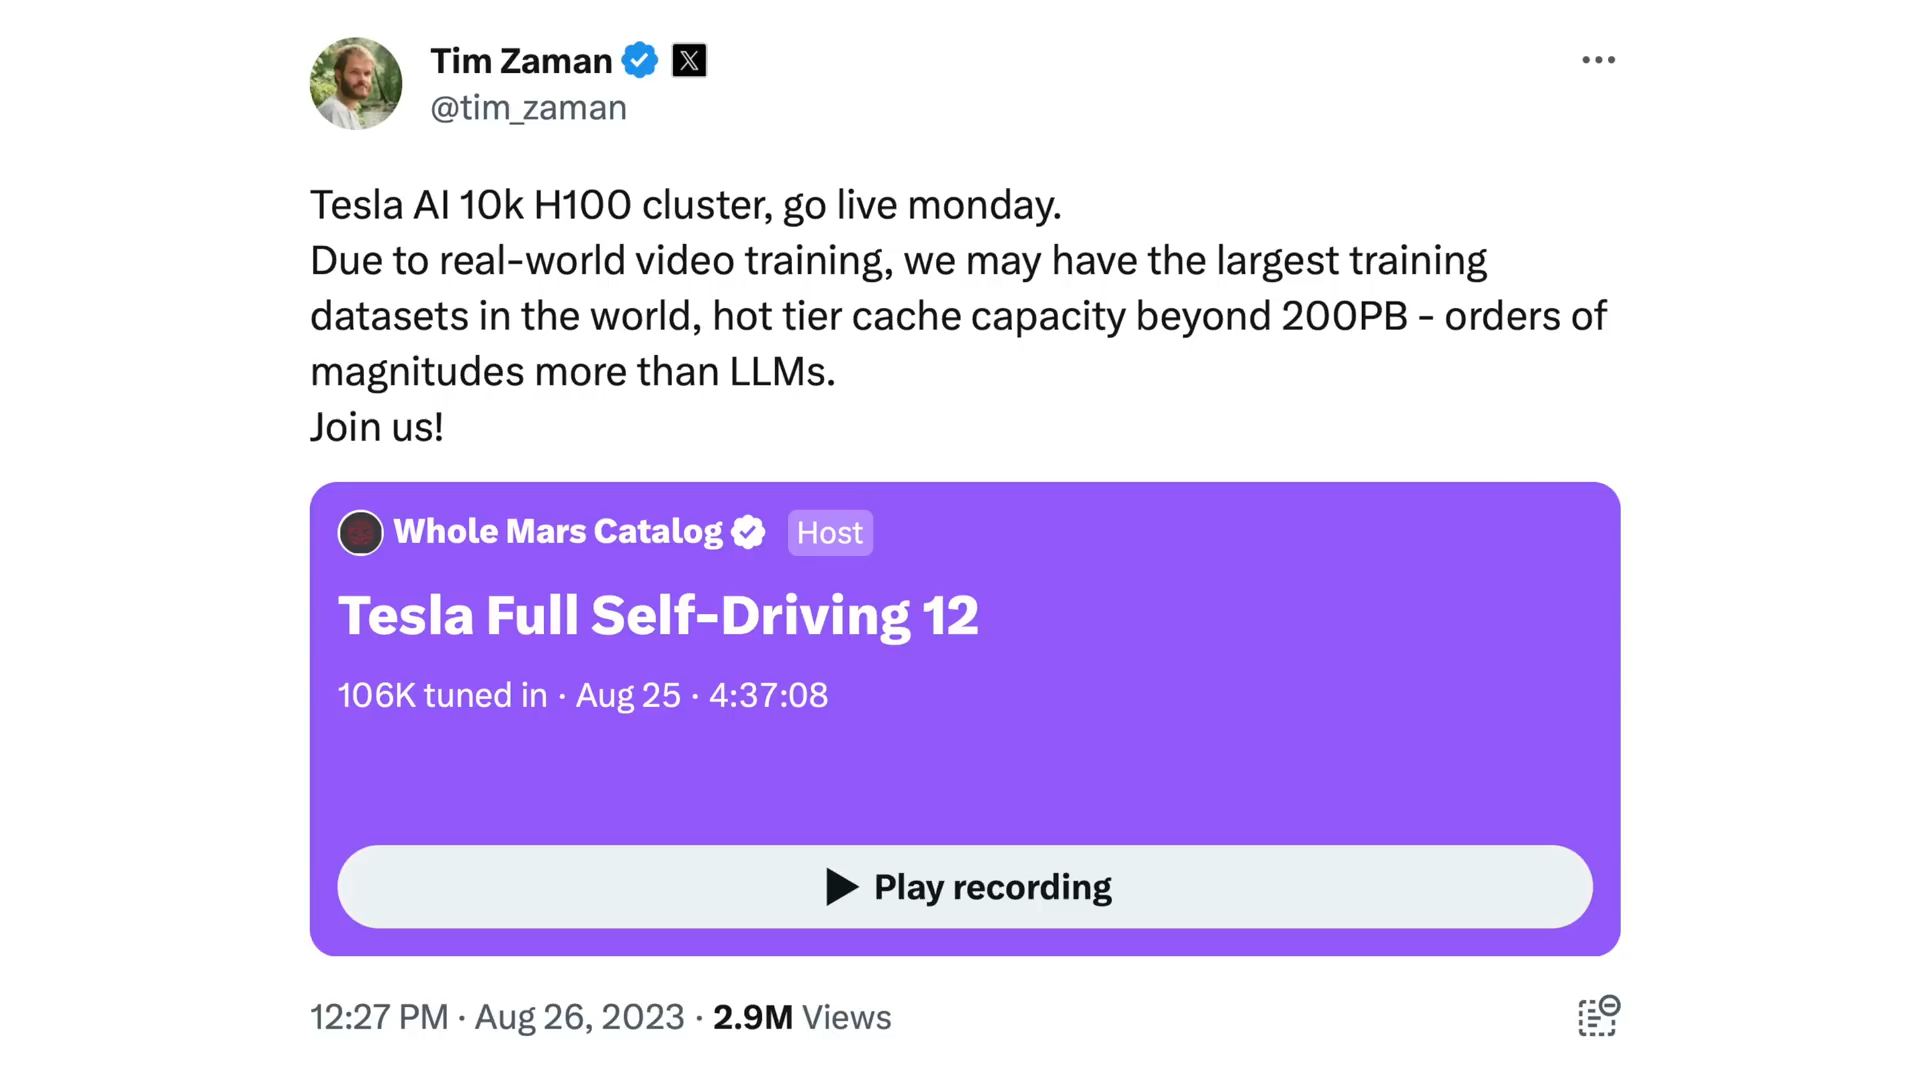 Tim Zaman
@tim_zaman
Tesla AI 10k H100 cluster, go live monday.
Due to real-world video training, we may have the largest training
datasets in the world, hot tier cache capacity beyond 200PB - orders of
magnitudes more than LLMs.
Join us!
Whole Mars Catalog Host
Tesla Full Self-Driving 12
106K tuned in · Aug 25 · 4:37:08
Play recording
12:27 PM · Aug 26, 2023 · 2.9M Views